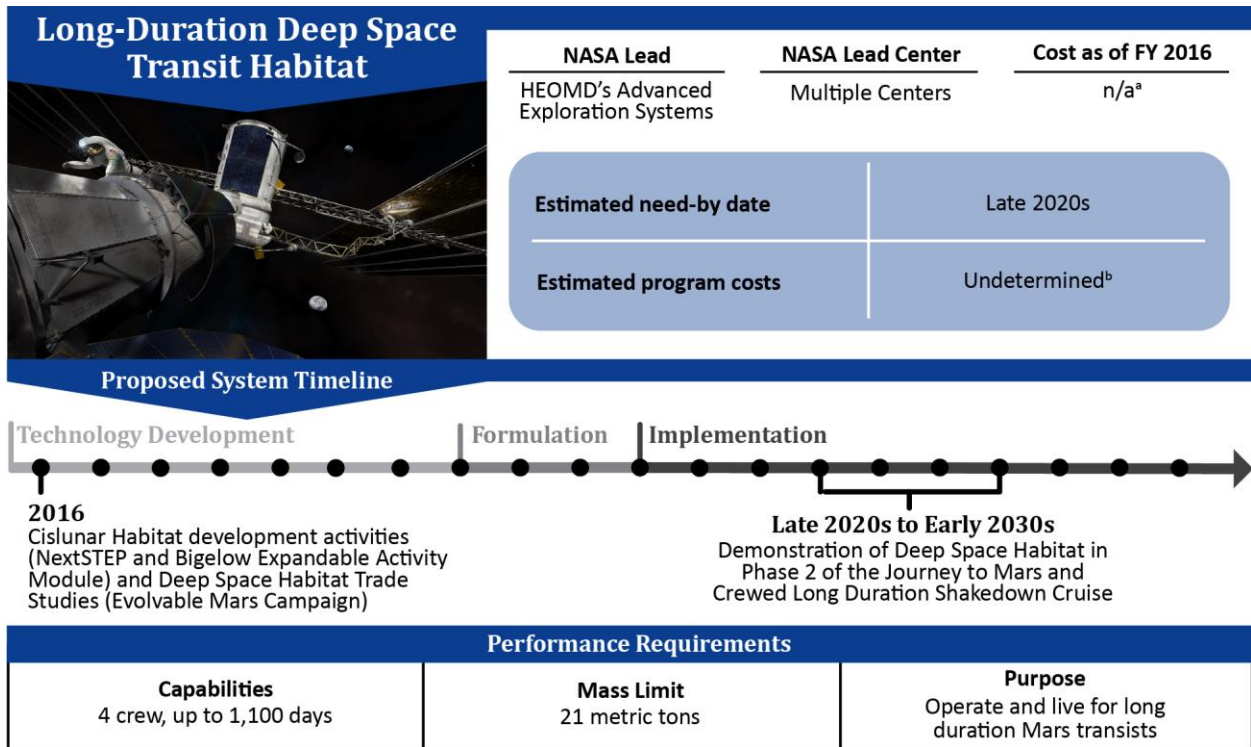 Long-Duration Deep Space
Transit Habitat
NASA Lead
HEOMD's Advanced
Exploration Systems
NASA Lead Center
Multiple Centers
Cost as of FY 2016
n/aᵃ
Estimated need-by date
Late 2020s
Estimated program costs
Undeterminedᵇ
Proposed System Timeline
Technology Development
Formulation
Implementation
2016
Cislunar Habitat development activities
(NextSTEP and Bigelow Expandable Activity
Module) and Deep Space Habitat Trade
Studies (Evolvable Mars Campaign)
Late 2020s to Early 2030s
Demonstration of Deep Space Habitat in
Phase 2 of the Journey to Mars and
Crewed Long Duration Shakedown Cruise
Performance Requirements
Capabilities
4 crew, up to 1,100 days
Mass Limit
21 metric tons
Purpose
Operate and live for long
duration Mars transists